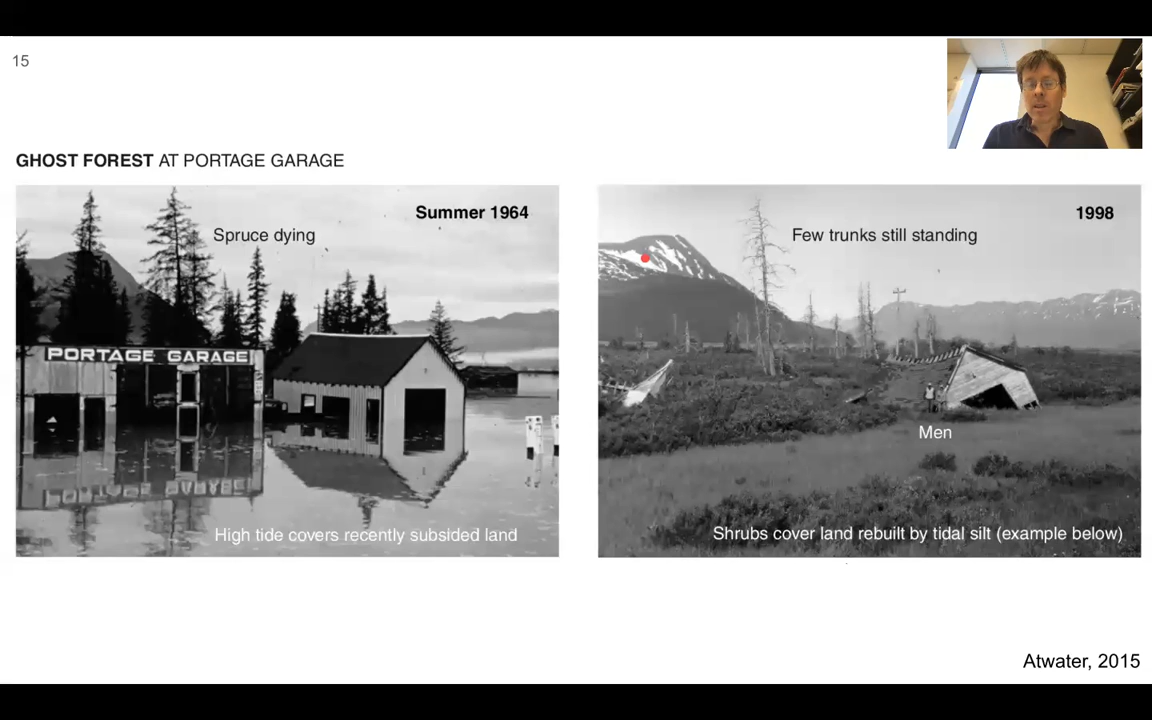 15
GHOST FOREST AT PORTAGE GARAGE
Summer 1964
Spruce dying
PORTAGE GARAGE
High tide covers recently subsided land
1998
Few trunks still standing
Men
Shrubs cover land rebuilt by tidal silt (example below)
Atwater, 2015